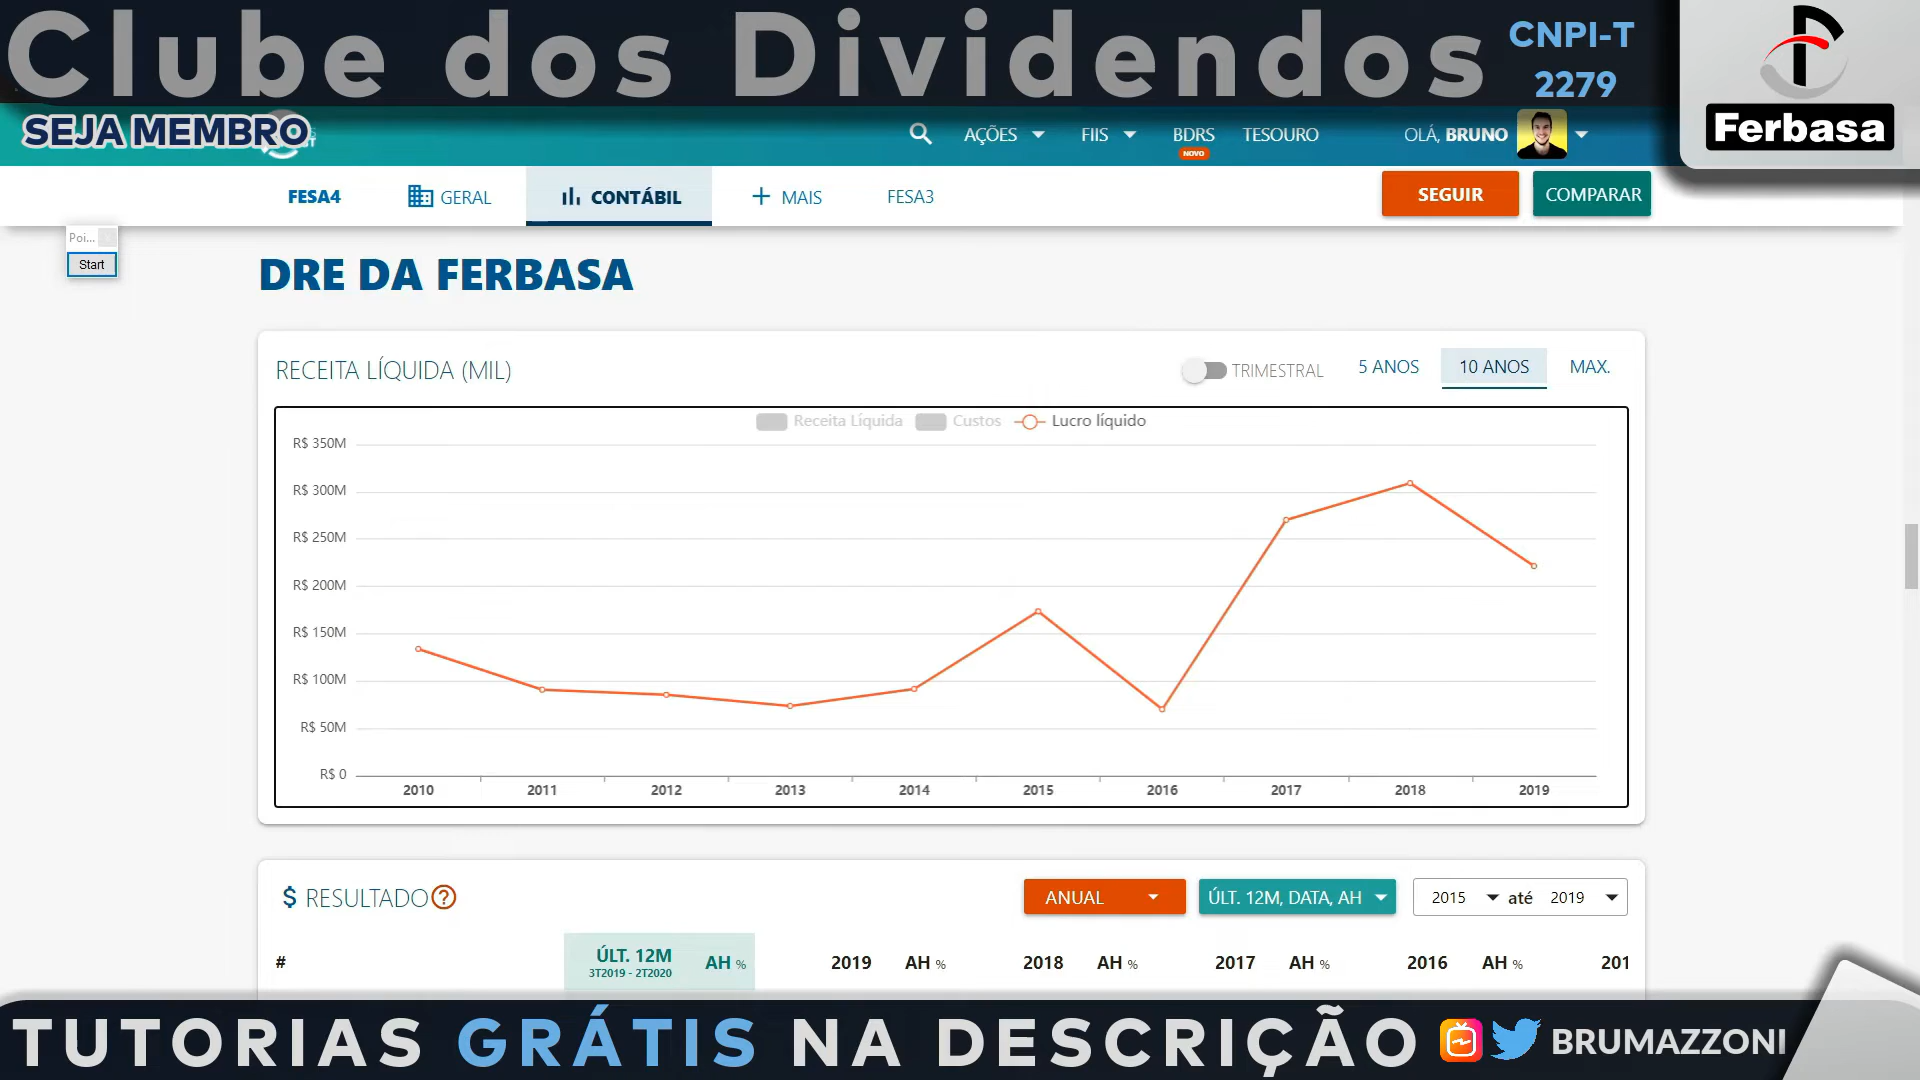 Clube dos Dividendos
CNPI-T
2279
Ferbasa
SEJA MEMBRO
AÇÕES
FIIS
BDRS
NOVO
TESOURO
OLÁ, BRUNO
FESA4
GERAL
CONTÁBIL
MAIS
FESA3
SEGUIR
COMPARAR
Poi...
Start
DRE DA FERBASA
RECEITA LÍQUIDA (MIL)
TRIMESTRAL
5 ANOS
10 ANOS
MAX.
Receita Líquida
Custos
Lucro líquido
R$ 350M
R$ 300M
R$ 250M
R$ 200M
R$ 150M
R$ 100M
R$ 50M
R$ 0
2010 2011 2012 2013 2014 2015 2016 2017 2018 2019
$ RESULTADO ?
ANUAL
ÚLT. 12M, DATA, AH
2015 até 2019
# ÚLT. 12M AH % 2019 AH % 2018 AH % 2017 AH % 2016 AH % 201
3T2019 - 2T2020
TUTORIAS GRÁTIS NA DESCRIÇÃO
BRUMAZZONI